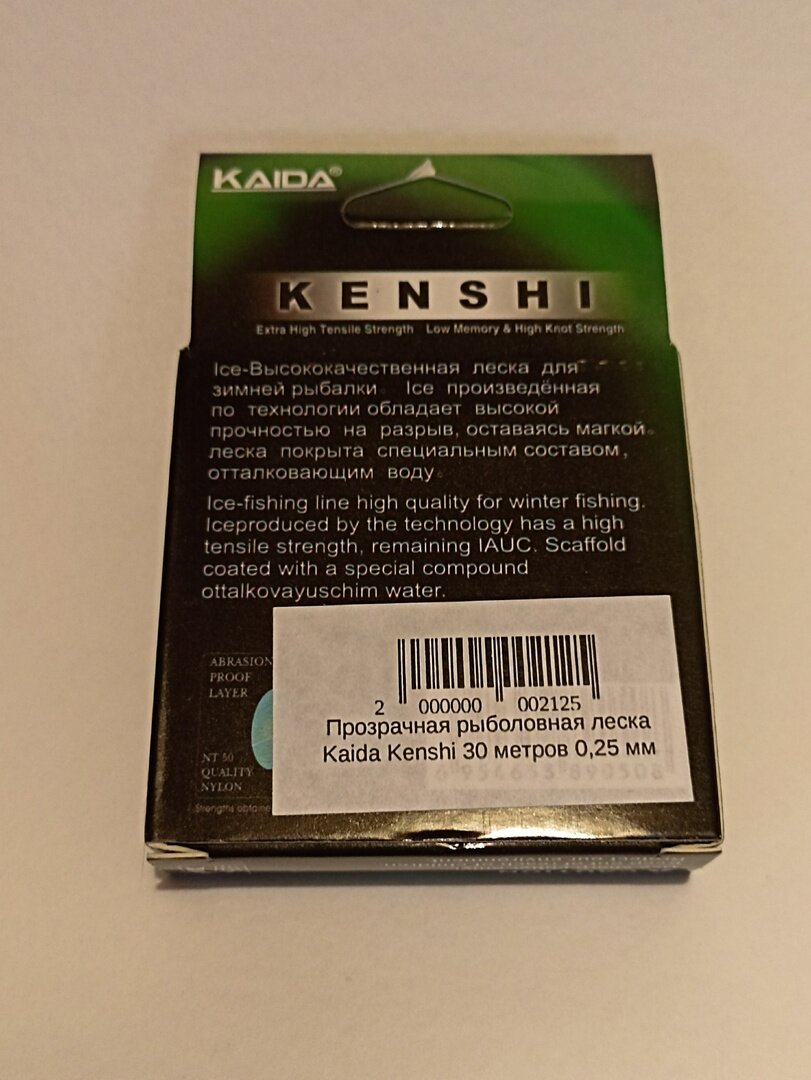 KAIDA®
KENSHI
Extra High Tensile Strength Low Memory & High Knot Strength
Ice-Высококачественная леска для
зимней рыбалки. Ice произведённая
по технологии обладает высокой
прочностью на разрыв, оставаясь магкой.
леска покрыта специальным составом,
отталковающим воду.
Ice-fishing line high quality for winter fishing.
Iceproduced by the technology has a high
tensile strength, remaining IAUC. Scaffold
coated with a special compound
ottalkovayuschim water.
ABRASION
PROOF
LAYER
NT 50
QUALITY
NYLON
Strengths obtaine
2 000000 002125
Прозрачная рыболовная леска
Kaida Kenshi 30 метров 0,25 мм